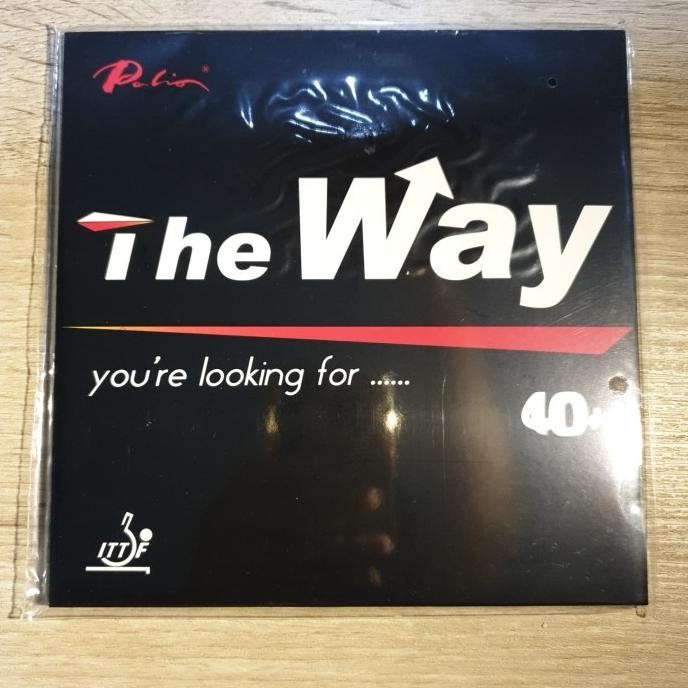 Palio®
The Way
you're looking for ......
40+
ITTF